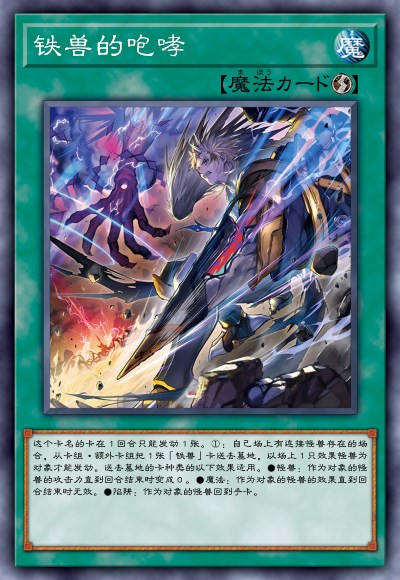 铁兽的咆哮
魔
【魔法カード】
まほう
这个卡名的卡在1回合只能发动1张。①：自己场上有连接怪兽存在的场
合，从卡组·额外卡组把1张「铁兽」卡送去墓地，以场上1只效果怪兽为
对象才能发动。送去墓地的卡种类的以下效果适用。●怪兽：作为对象的怪
兽的攻击力直到回合结束时变成0。●魔法：作为对象的怪兽的效果直到回
合结束时无效。●陷阱：作为对象的怪兽回到手卡。